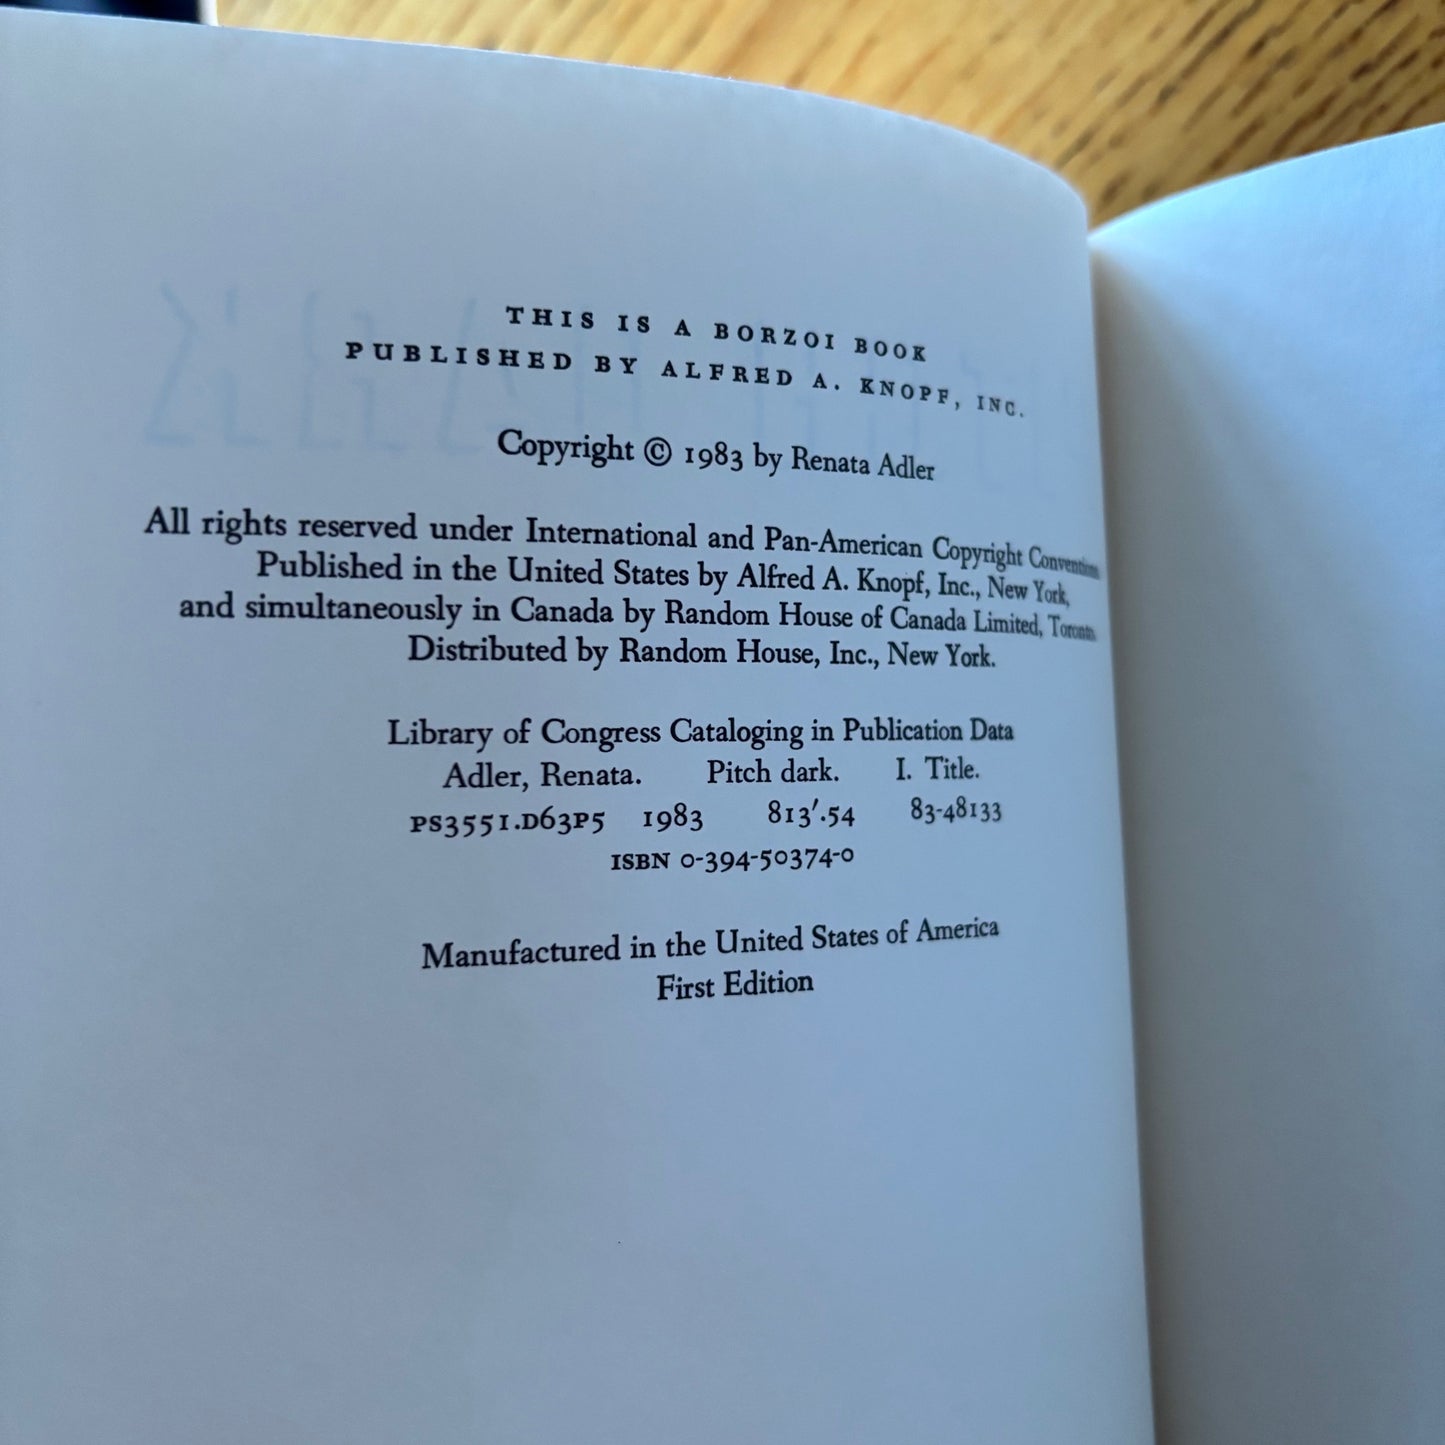 THIS IS A BORZOI BOOK
PUBLISHED BY ALFRED A. KNOPF, INC.
Copyright © 1983 by Renata Adler
All rights reserved under International and Pan-American Copyright Conventions.
Published in the United States by Alfred A. Knopf, Inc., New York,
and simultaneously in Canada by Random House of Canada Limited, Toronto.
Distributed by Random House, Inc., New York.
Library of Congress Cataloging in Publication Data
Adler, Renata. Pitch dark. I. Title.
PS3551.D63P5 1983 813'.54 83-48133
ISBN 0-394-50374-0
Manufactured in the United States of America
First Edition